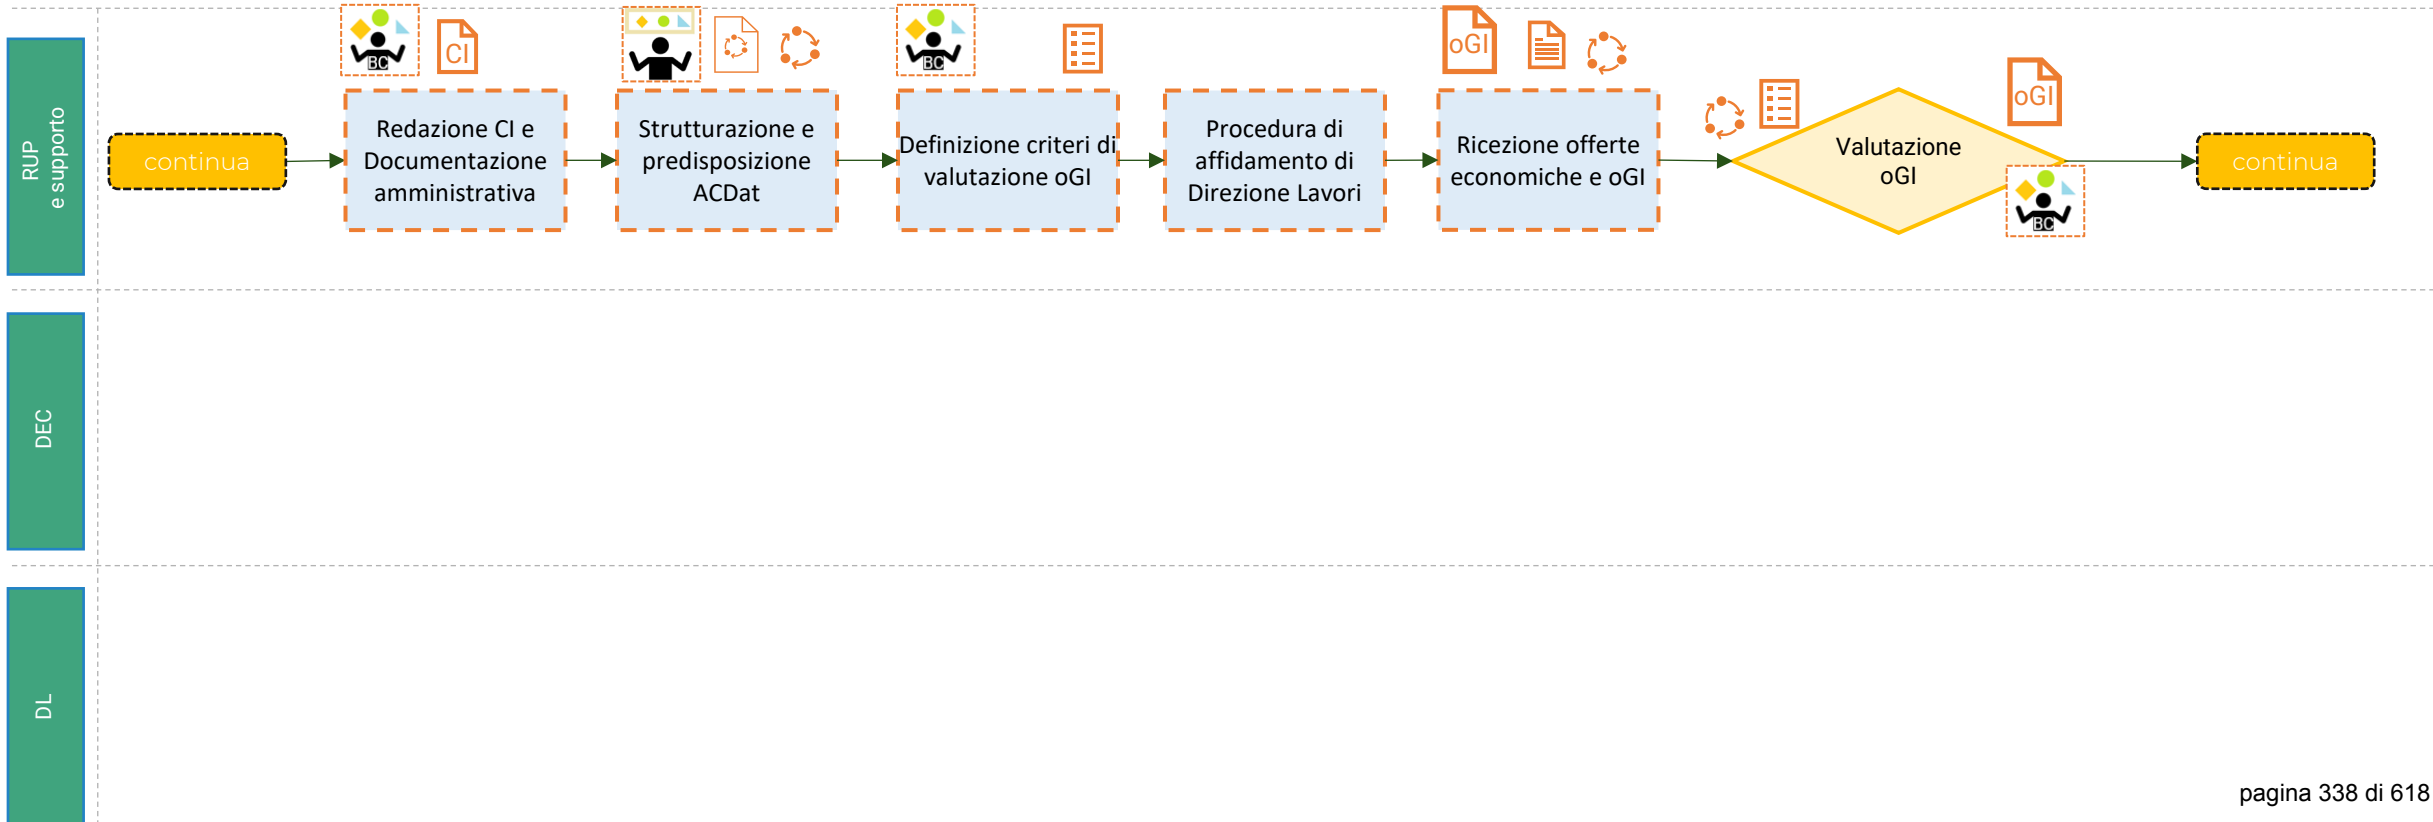 RUP
e supporto
continua
BC
CI
Redazione CI e
Documentazione
amministrativa
Strutturazione e
predisposizione
ACDat
BC
Definizione criteri di
valutazione oGI
Procedura di
affidamento di
Direzione Lavori
oGI
Ricezione offerte
economiche e oGI
Valutazione
oGI
oGI
BC
continua
DEC
DL
pagina 338 di 618